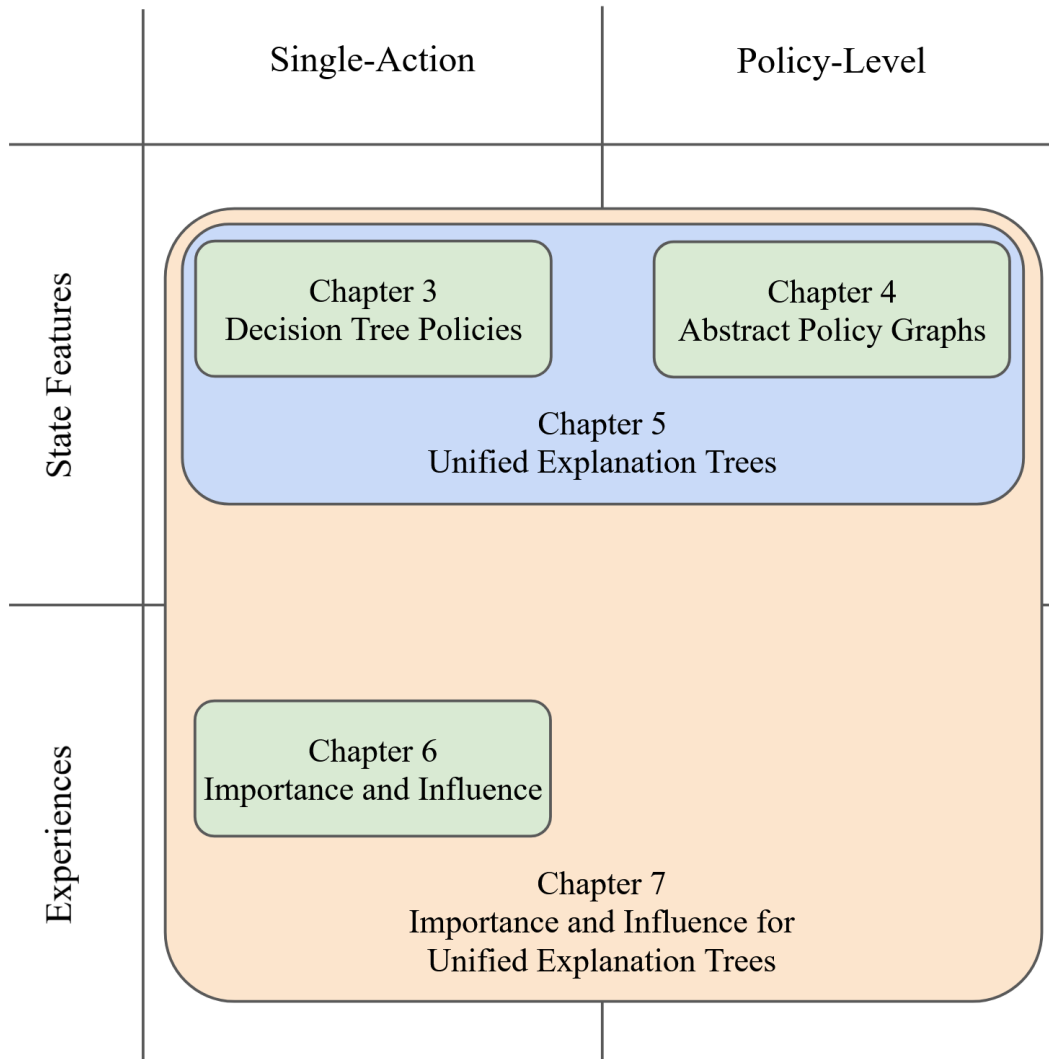 Single-Action
Policy-Level
State Features
Chapter 3
Decision Tree Policies
Chapter 4
Abstract Policy Graphs
Chapter 5
Unified Explanation Trees
Experiences
Chapter 6
Importance and Influence
Chapter 7
Importance and Influence for
Unified Explanation Trees